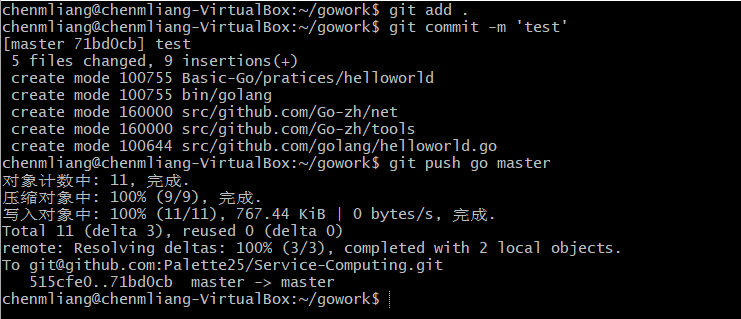 chenmliang@chenmliang-VirtualBox:~/gowork$ git add .
chenmliang@chenmliang-VirtualBox:~/gowork$ git commit -m 'test'
[master 71bd0cb] test
 5 files changed, 9 insertions(+)
 create mode 100755 Basic-Go/pratices/helloworld
 create mode 100755 bin/golang
 create mode 160000 src/github.com/Go-zh/net
 create mode 160000 src/github.com/Go-zh/tools
 create mode 100644 src/github.com/golang/helloworld.go
chenmliang@chenmliang-VirtualBox:~/gowork$ git push go master
对象计数中: 11, 完成.
压缩对象中: 100% (9/9), 完成.
写入对象中: 100% (11/11), 767.44 KiB | 0 bytes/s, 完成.
Total 11 (delta 3), reused 0 (delta 0)
remote: Resolving deltas: 100% (3/3), completed with 2 local objects.
To git@github.com:Palette25/Service-Computing.git
   515cfe0..71bd0cb  master -> master
chenmliang@chenmliang-VirtualBox:~/gowork$